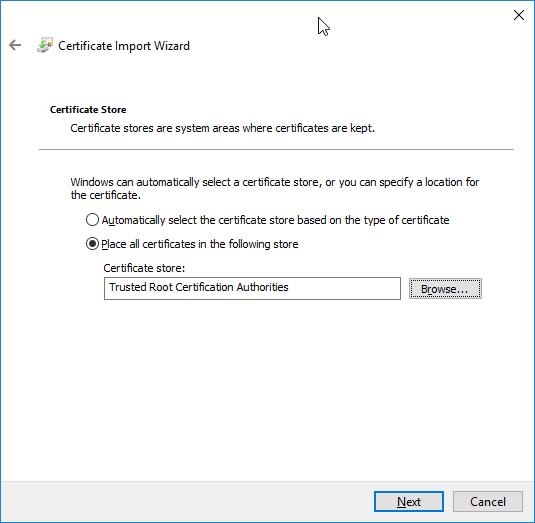 Certificate Import Wizard
Certificate Store
Certificate stores are system areas where certificates are kept.
Windows can automatically select a certificate store, or you can specify a location for
the certificate.
Automatically select the certificate store based on the type of certificate
Place all certificates in the following store
Certificate store:
Trusted Root Certification Authorities
Browse...
Next
Cancel